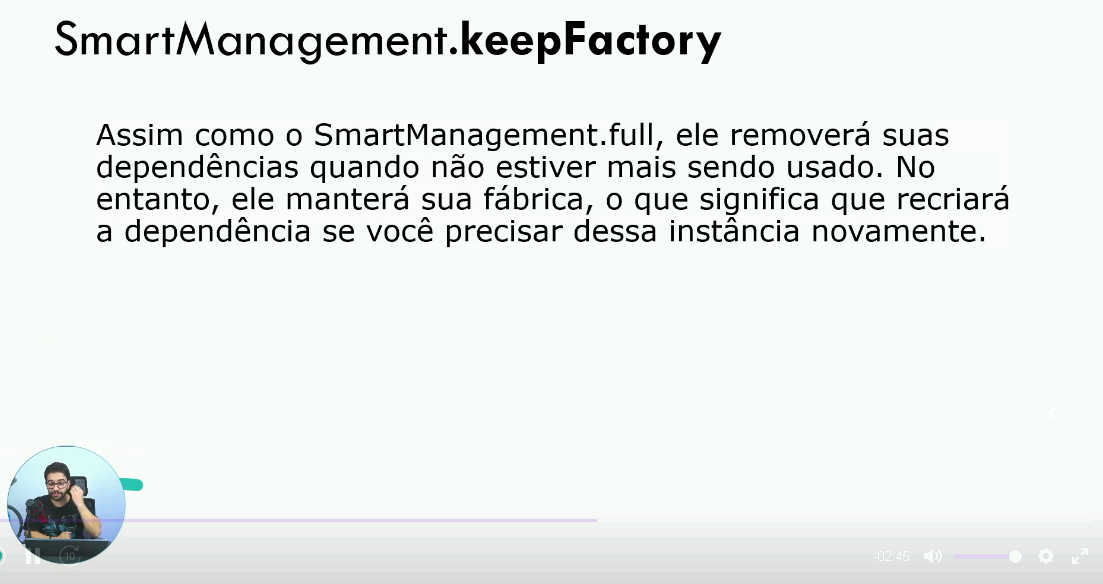 SmartManagement.keepFactory
Assim como o SmartManagement.full, ele removerá suas
dependências quando não estiver mais sendo usado. No
entanto, ele manterá sua fábrica, o que significa que recriará
a dependência se você precisar dessa instância novamente.
10
-02:45